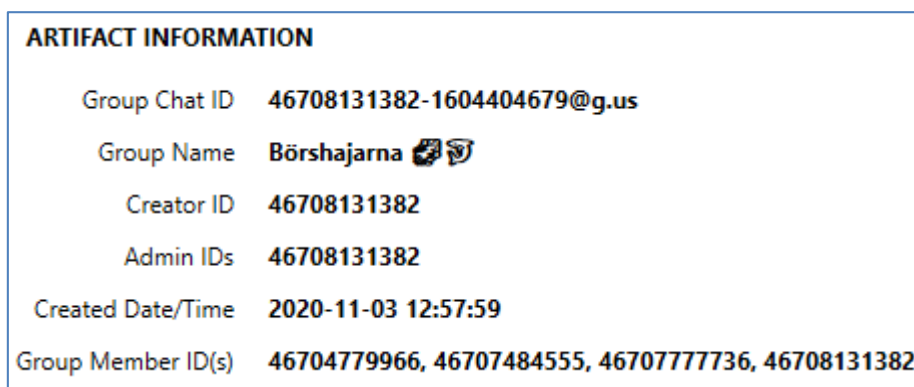 ARTIFACT INFORMATION
Group Chat ID 46708131382-1604404679@g.us
Group Name Börshajarna
Creator ID 46708131382
Admin IDs 46708131382
Created Date/Time 2020-11-03 12:57:59
Group Member ID(s) 46704779966, 46707484555, 46707777736, 46708131382